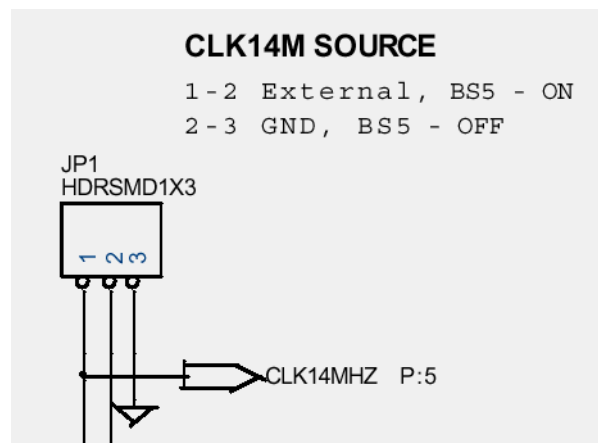 CLK14M SOURCE
1-2 External, BS5 - ON
2-3 GND, BS5 - OFF
JP1
HDRSMD1X3
1 2 3
CLK14MHZ P:5